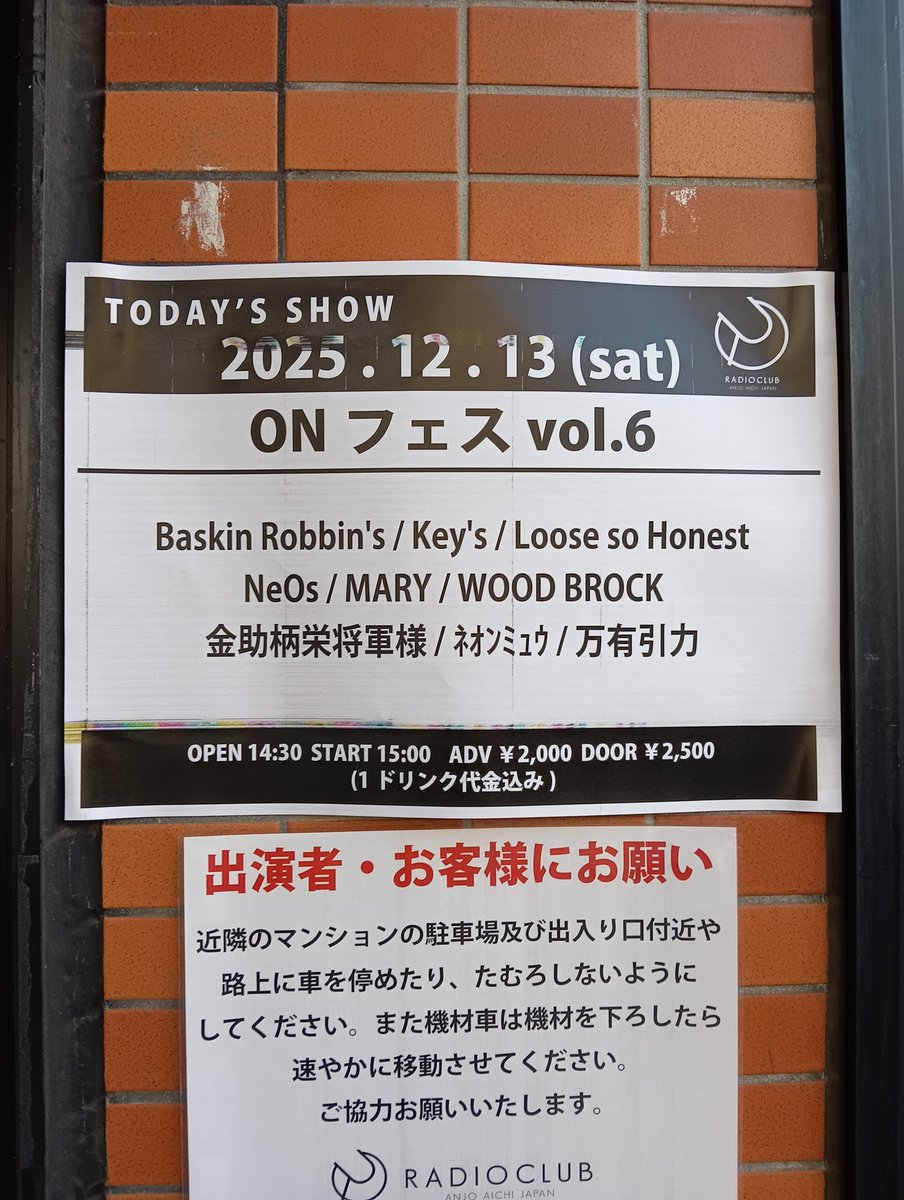 TODAY'S SHOW
2025.12.13 (sat)
RADIOCLUB
ANJO AICHI JAPAN
ON フェス vol.6
Baskin Robbin's / Key's / Loose so Honest
NeOs / MARY / WOOD BROCK
金助柄栄将軍様 / ﾈｵﾝﾐｭｳ / 万有引力
OPEN 14:30 START 15:00 ADV ￥2,000 DOOR ￥2,500
(1 ドリンク代金込み)
出演者・お客様にお願い
近隣のマンションの駐車場及び出入り口付近や
路上に車を停めたり、たむろしないように
してください。また機材車は機材を下ろしたら
速やかに移動させてください。
ご協力お願いいたします。
RADIOCLUB
ANJO AICHI JAPAN